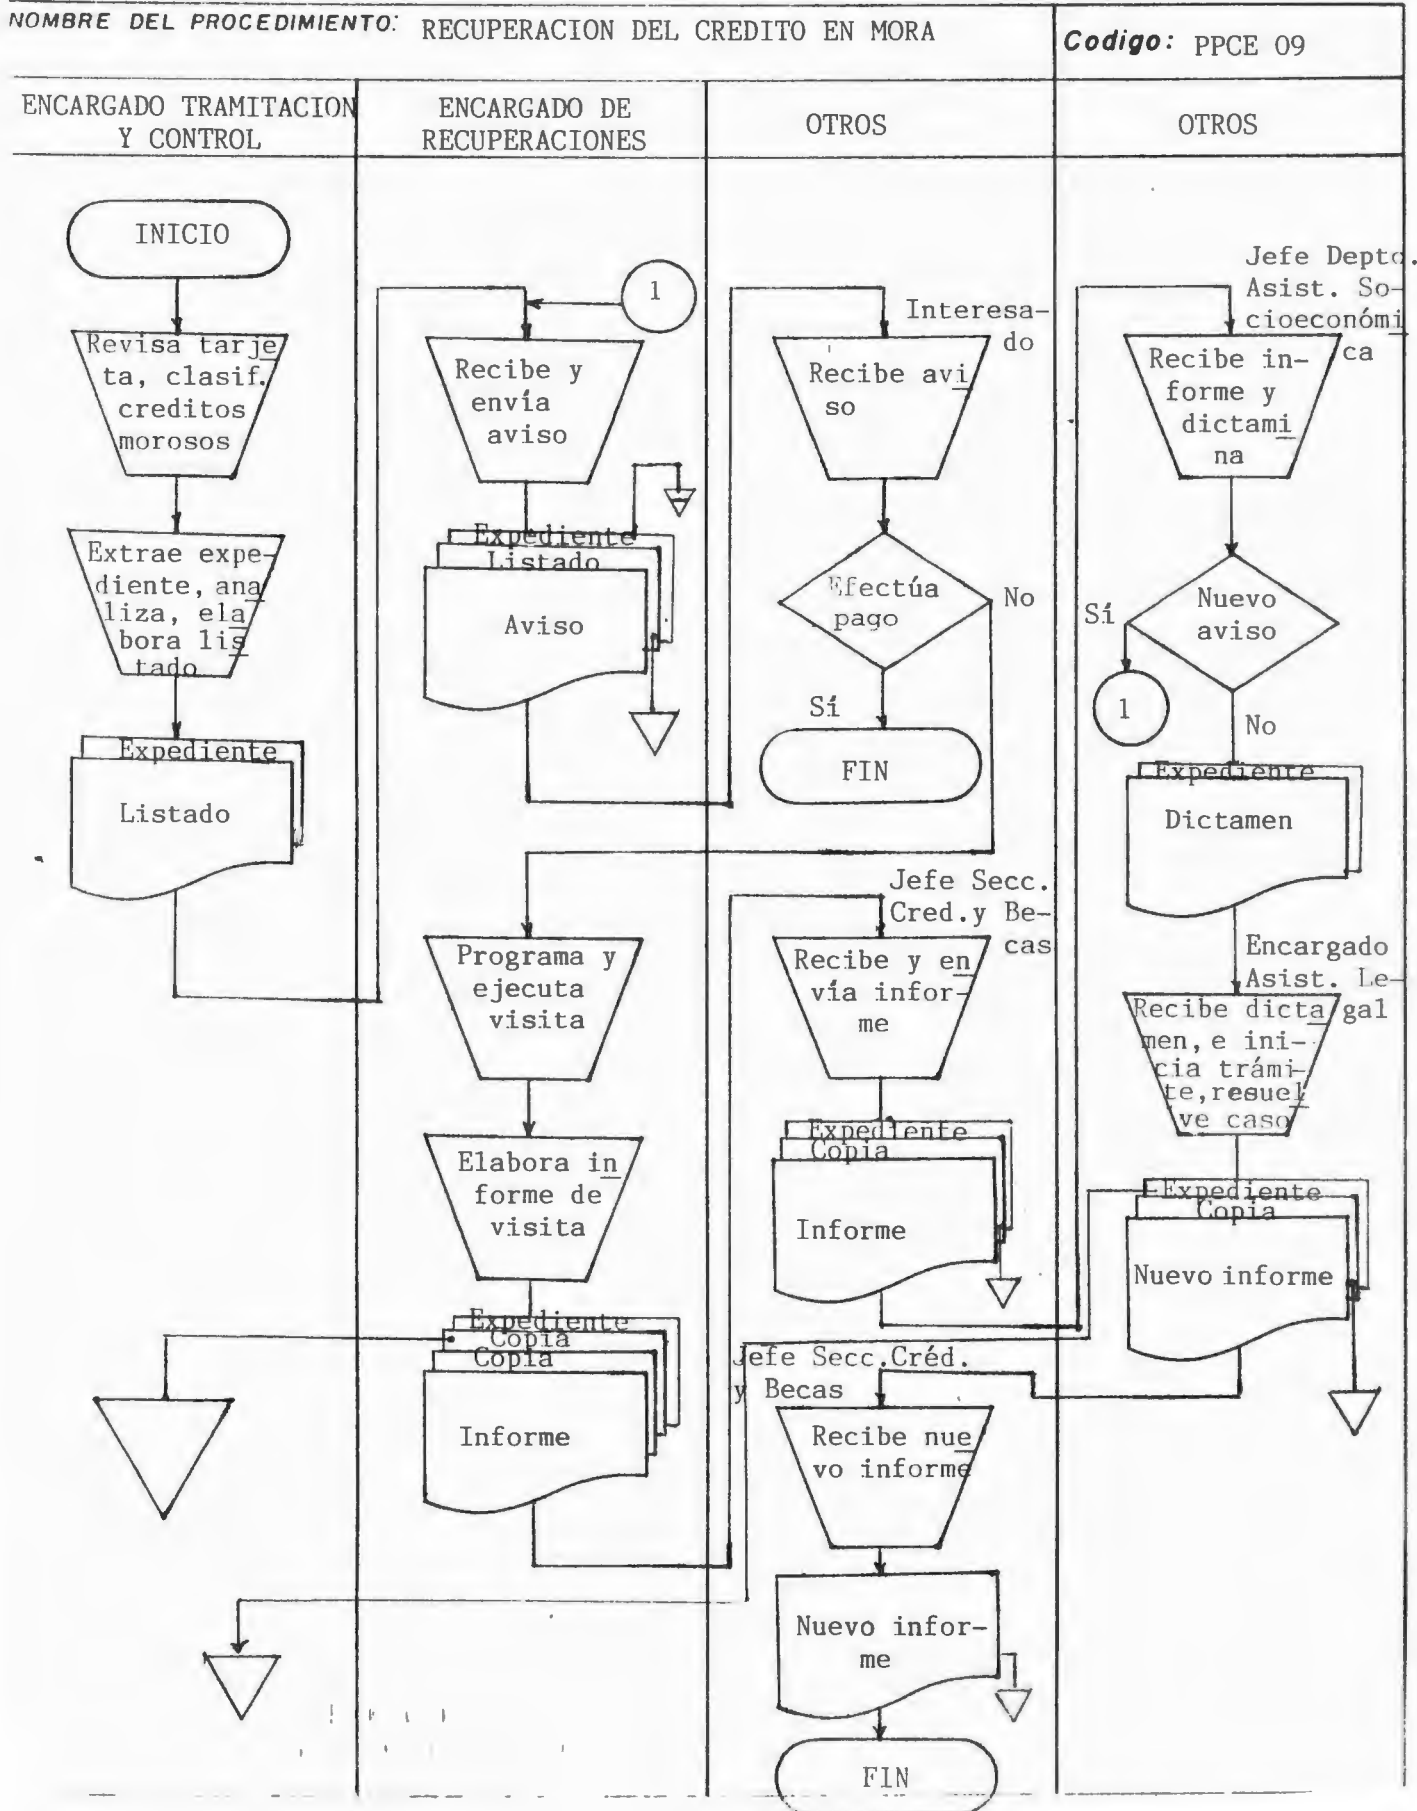 NOMBRE DEL PROCEDIMIENTO: RECUPERACION DEL CREDITO EN MORA
Codigo: PPCE 09
ENCARGADO TRAMITACION
Y CONTROL
ENCARGADO DE
RECUPERACIONES
OTROS
OTROS
INICIO
Revisa tarje
ta, clasif.
creditos
morosos
Extrae expe-
diente, ana
liza, ela
bora lis
tado
Expediente
Listado
1
Recibe y
envía
aviso
Expediente
Listado
Aviso
Programa y
ejecuta
visita
Elabora in
forme de
visita
Expediente
Copia
Copia
Informe
Interesa-
do
Recibe avi
so
Efectúa
pago
No
Sí
FIN
Jefe Secc.
Cred.y Be-
cas
Recibe y en
vía infor-
me
Expediente
Copia
Informe
Jefe Secc.Créd.
y Becas
Recibe nue
vo informe
Nuevo infor-
me
FIN
Jefe Depto.
Asist. So-
cioeconómi
ca
Recibe in-
forme y
dictami
na
Nuevo
aviso
Sí
1
No
Expediente
Dictamen
Encargado
Asist. Le-
gal
Recibe dicta
men, e ini-
cia trámi-
te,resuel
ve caso
Expediente
Copia
Nuevo informe